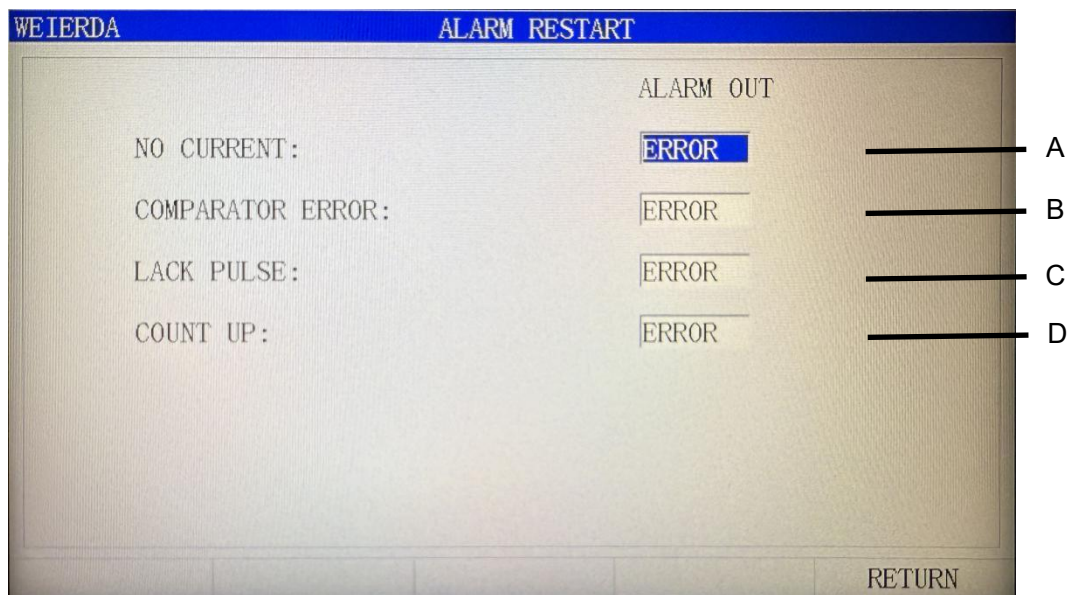 WEIERDA ALARM RESTART
ALARM OUT
NO CURRENT: ERROR A
COMPARATOR ERROR: ERROR B
LACK PULSE: ERROR C
COUNT UP: ERROR D
RETURN